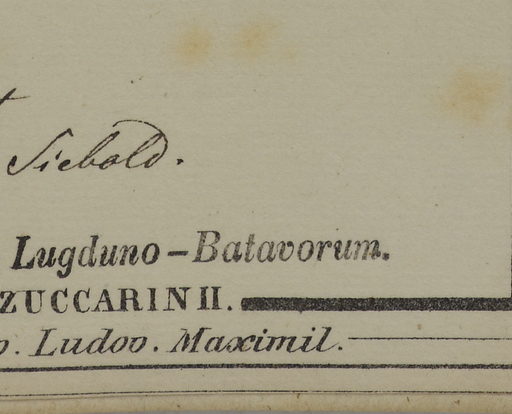 Siebold.
Lugduno-Batavorum.
ZUCCARINII.
Ludov. Maximil.